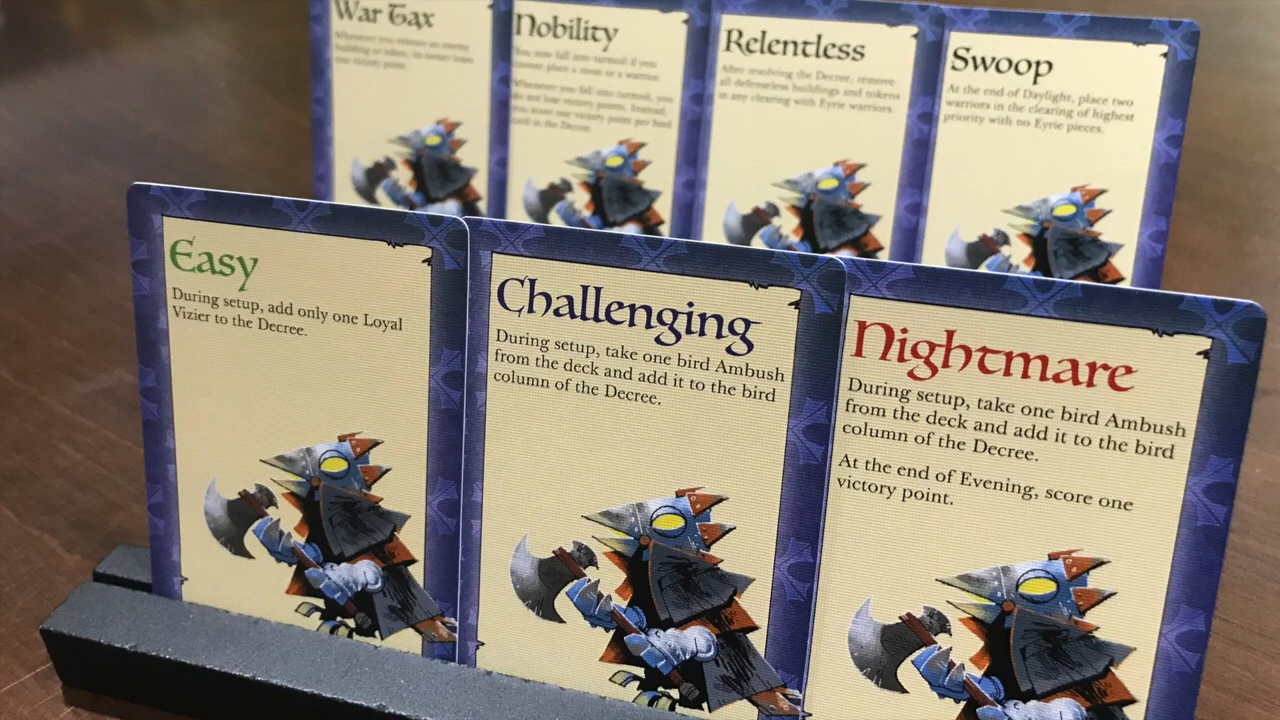 War Tax
Whenever you remove an enemy
building or token, its owner loses
one victory point.
Nobility
You now fall into turmoil if you
cannot place a roost or a warrior.
Whenever you fall into turmoil, you
do not lose victory points. Instead,
you score one victory point per bird
card in the Decree.
Relentless
After resolving the Decree, remove
all defenseless buildings and tokens
in any clearing with Eyrie warriors.
Swoop
At the end of Daylight, place two
warriors in the clearing of highest
priority with no Eyrie pieces.
Easy
During setup, add only one Loyal
Vizier to the Decree.
Challenging
During setup, take one bird Ambush
from the deck and add it to the bird
column of the Decree.
Nightmare
During setup, take one bird Ambush
from the deck and add it to the bird
column of the Decree.
At the end of Evening, score one
victory point.